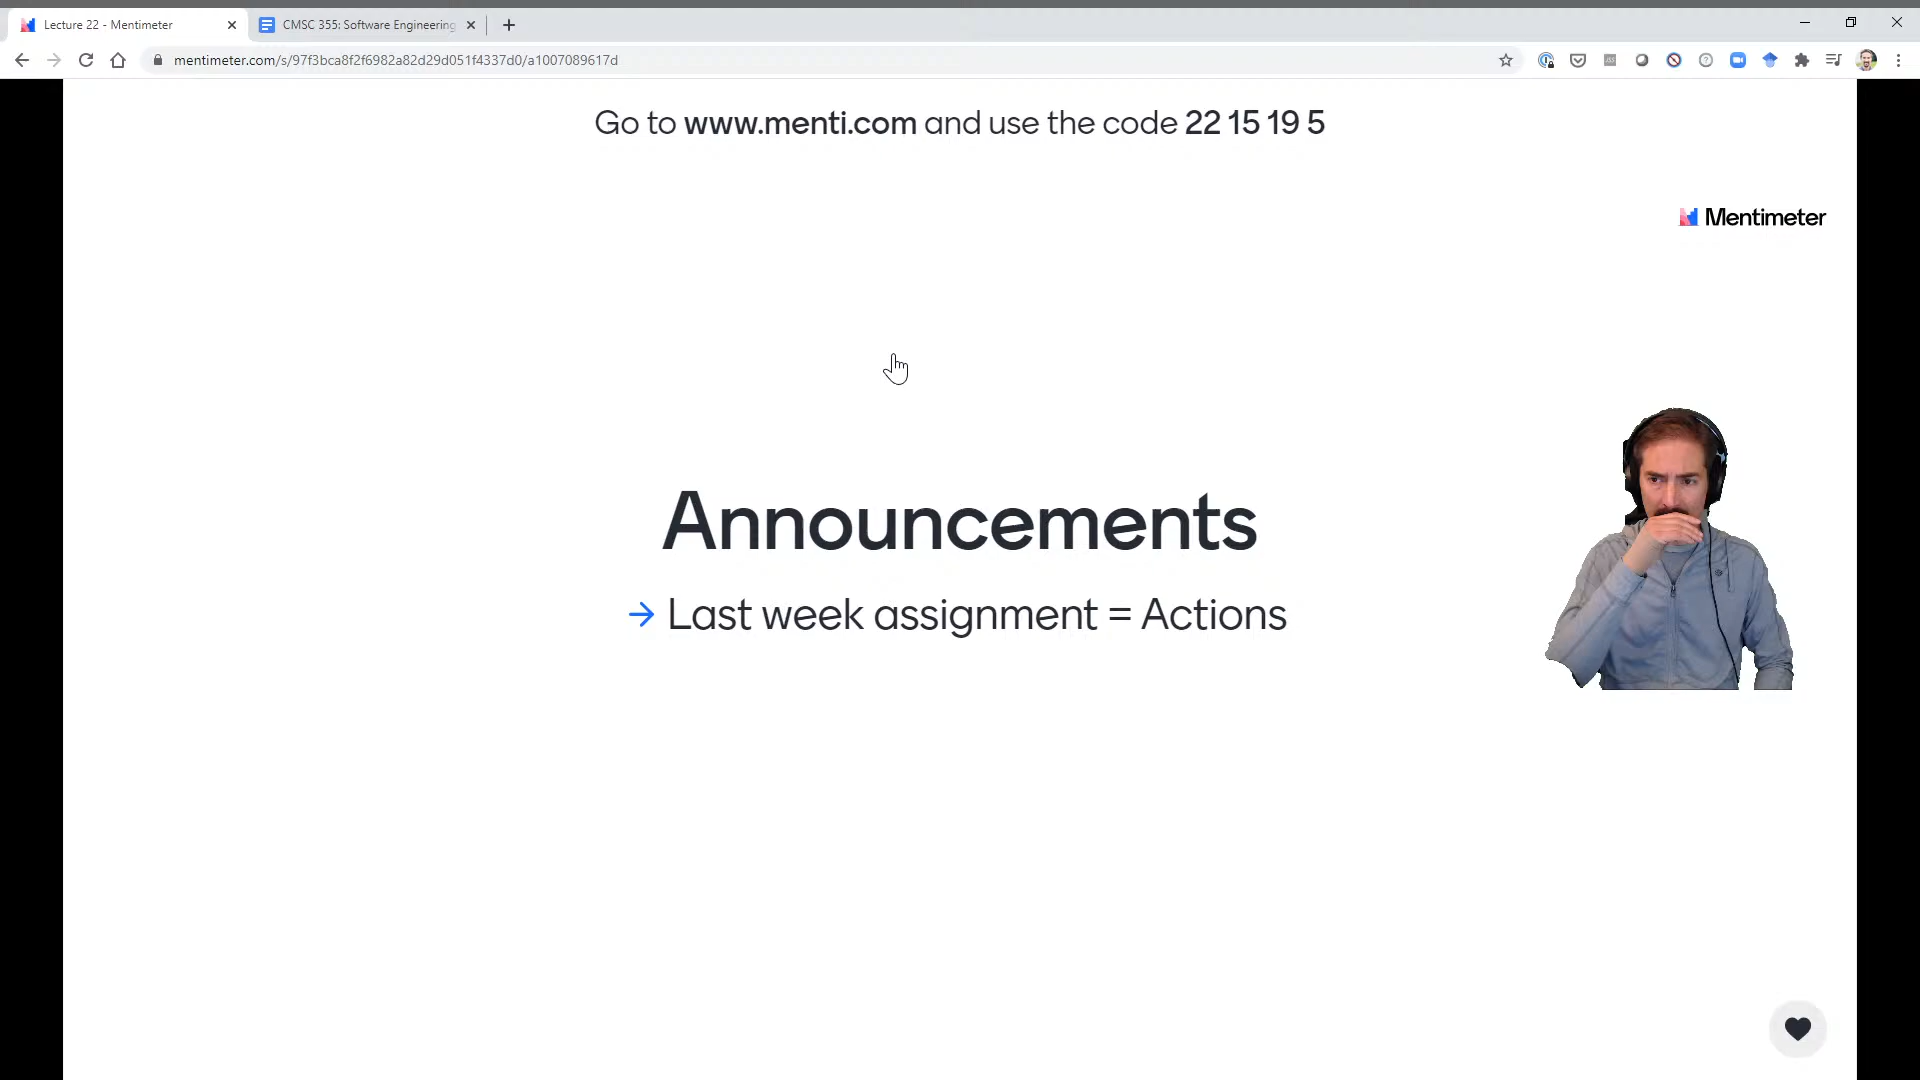 Lecture 22 - Mentimeter
CMSC 355: Software Engineering
mentimeter.com/s/97f3bca8f2f6982a82d29d051f4337d0/a1007089617d
Go to www.menti.com and use the code 22 15 19 5
Mentimeter
Announcements
→ Last week assignment = Actions